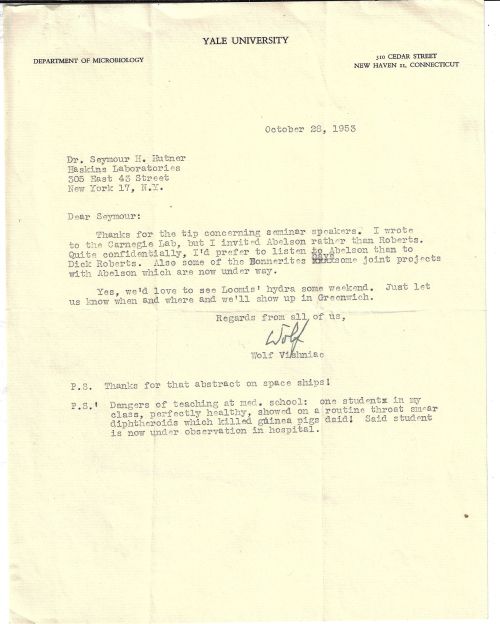 YALE UNIVERSITY
DEPARTMENT OF MICROBIOLOGY
310 CEDAR STREET
NEW HAVEN 11, CONNECTICUT
October 28, 1953
Dr. Seymour H. Hutner
Haskins Laboratories
305 East 43 Street
New York 17, N.Y.
Dear Seymour:
Thanks for the tip concerning seminar speakers. I wrote
to the Carnegie Lab, but I invited Abelson rather than Roberts.
Quite confidentially, I'd prefer to listen to Abelson than to
Dick Roberts. Also some of the Bonnerites have some joint projects
with Abelson which are now under way.
Yes, we'd love to see Loomis' hydra some weekend. Just let
us know when and where and we'll show up in Greenwich.
Regards from all of us,
Wolf
Wolf Vishniac
P.S. Thanks for that abstract on space ships!
P.S.' Dangers of teaching at med. school: one studentx in my
class, perfectly healthy, showed on a routine throat smear
diphtheroids which killed guinea pigs daid! Said student
is now under observation in hospital.